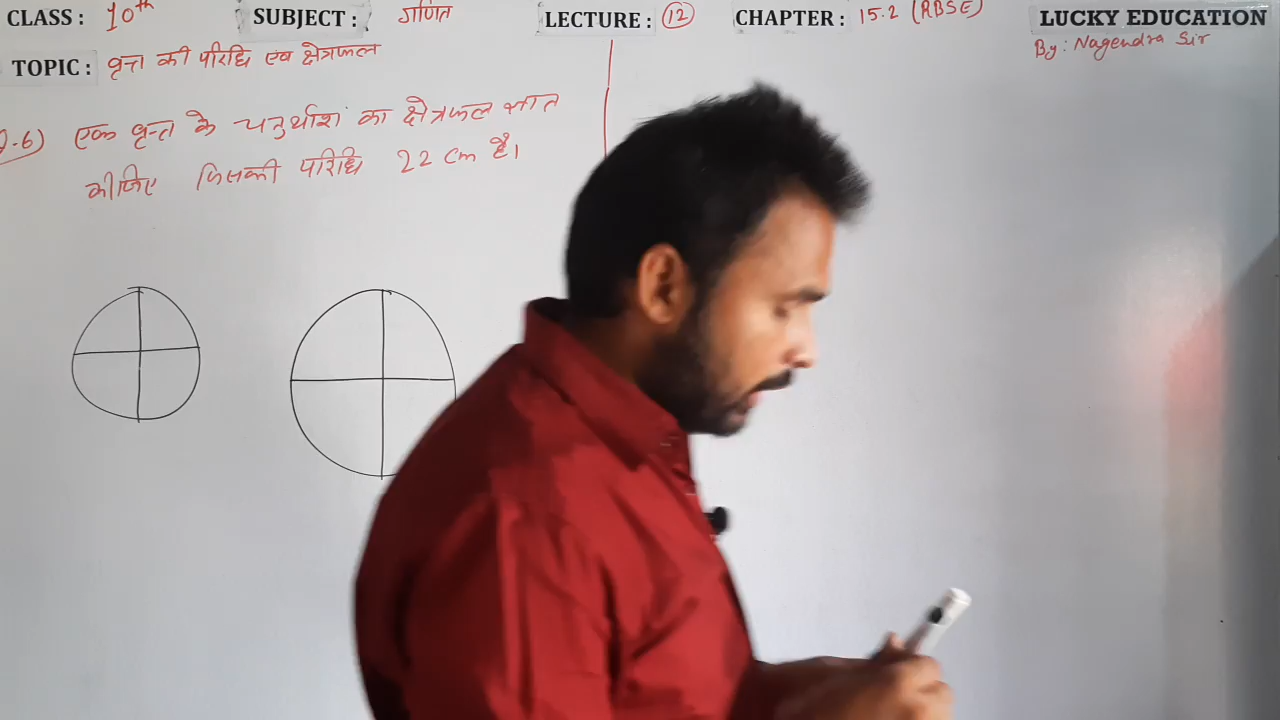 CLASS : 10th SUBJECT : गणित LECTURE : 12 CHAPTER : 15.2 (RBSE) LUCKY EDUCATION
By: Nagendra Sir
TOPIC : वृत्त की परिधि एवं क्षेत्रफल
Q.6) एक वृत्त के चतुर्थांश का क्षेत्रफल ज्ञात
कीजिए जिसकी परिधि 22 cm है।